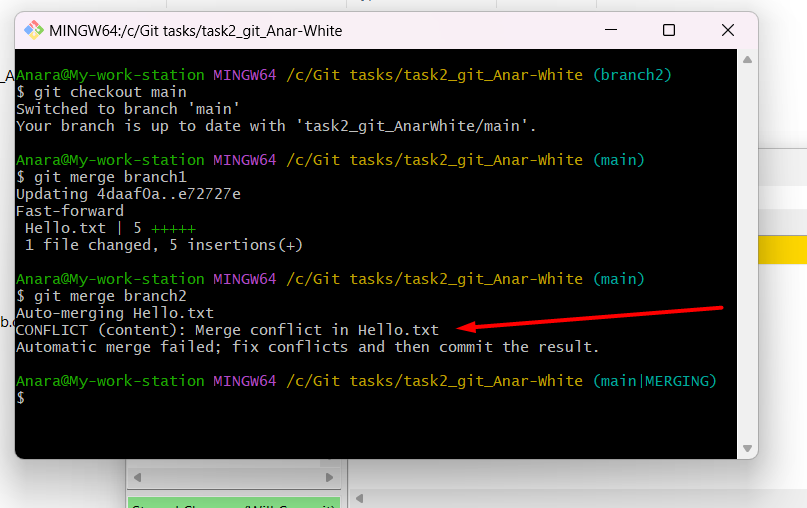 MINGW64:/c/Git tasks/task2_git_Anar-White
Anara@My-work-station MINGW64 /c/Git tasks/task2_git_Anar-White (branch2)
$ git checkout main
Switched to branch 'main'
Your branch is up to date with 'task2_git_AnarWhite/main'.
Anara@My-work-station MINGW64 /c/Git tasks/task2_git_Anar-White (main)
$ git merge branch1
Updating 4daaf0a..e72727e
Fast-forward
Hello.txt | 5 +++++
1 file changed, 5 insertions(+)
Anara@My-work-station MINGW64 /c/Git tasks/task2_git_Anar-White (main)
$ git merge branch2
Auto-merging Hello.txt
CONFLICT (content): Merge conflict in Hello.txt
Automatic merge failed; fix conflicts and then commit the result.
Anara@My-work-station MINGW64 /c/Git tasks/task2_git_Anar-White (main|MERGING)
$